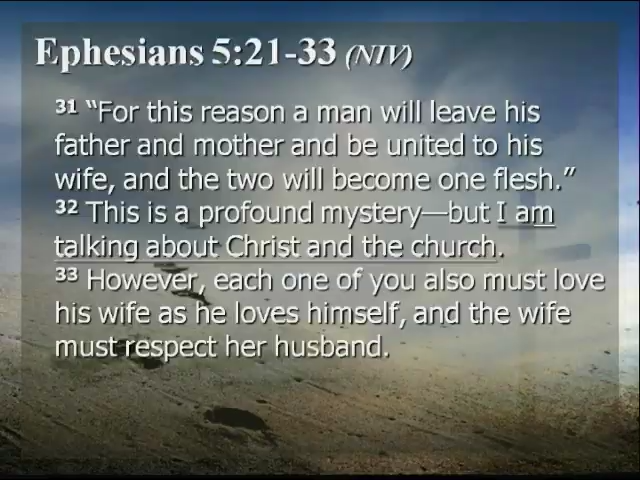 Ephesians 5:21-33 (NIV)
31 “For this reason a man will leave his
father and mother and be united to his
wife, and the two will become one flesh.”
32 This is a profound mystery—but I am
talking about Christ and the church.
33 However, each one of you also must love
his wife as he loves himself, and the wife
must respect her husband.